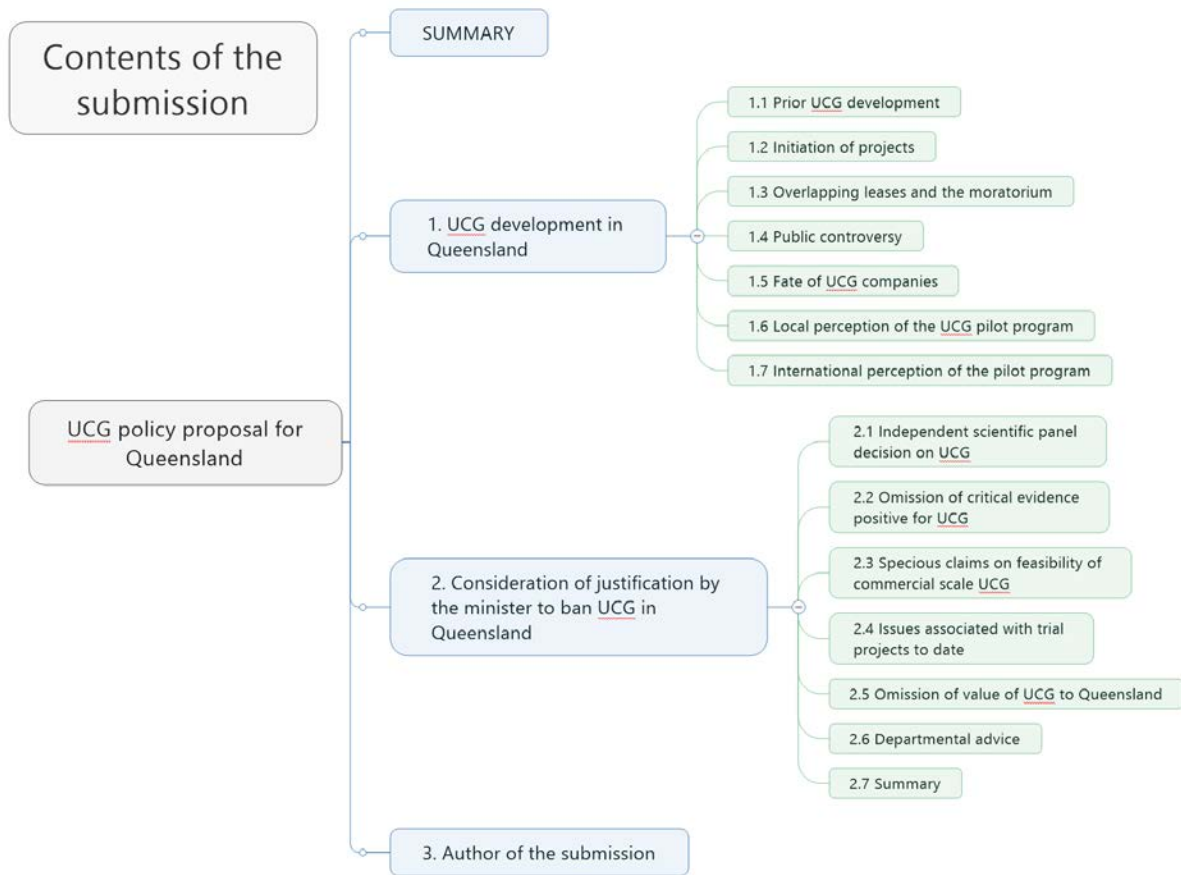 Contents of the
submission
SUMMARY
1.1 Prior UCG development
1.2 Initiation of projects
1.3 Overlapping leases and the moratorium
1. UCG development in
Queensland
1.4 Public controversy
1.5 Fate of UCG companies
1.6 Local perception of the UCG pilot program
1.7 International perception of the pilot program
UCG policy proposal for
Queensland
2.1 Independent scientific panel
decision on UCG
2.2 Omission of critical evidence
positive for UCG
2.3 Specious claims on feasibility of
commercial scale UCG
2. Consideration of justification by
the minister to ban UCG in
Queensland
2.4 Issues associated with trial
projects to date
2.5 Omission of value of UCG to Queensland
2.6 Departmental advice
2.7 Summary
3. Author of the submission